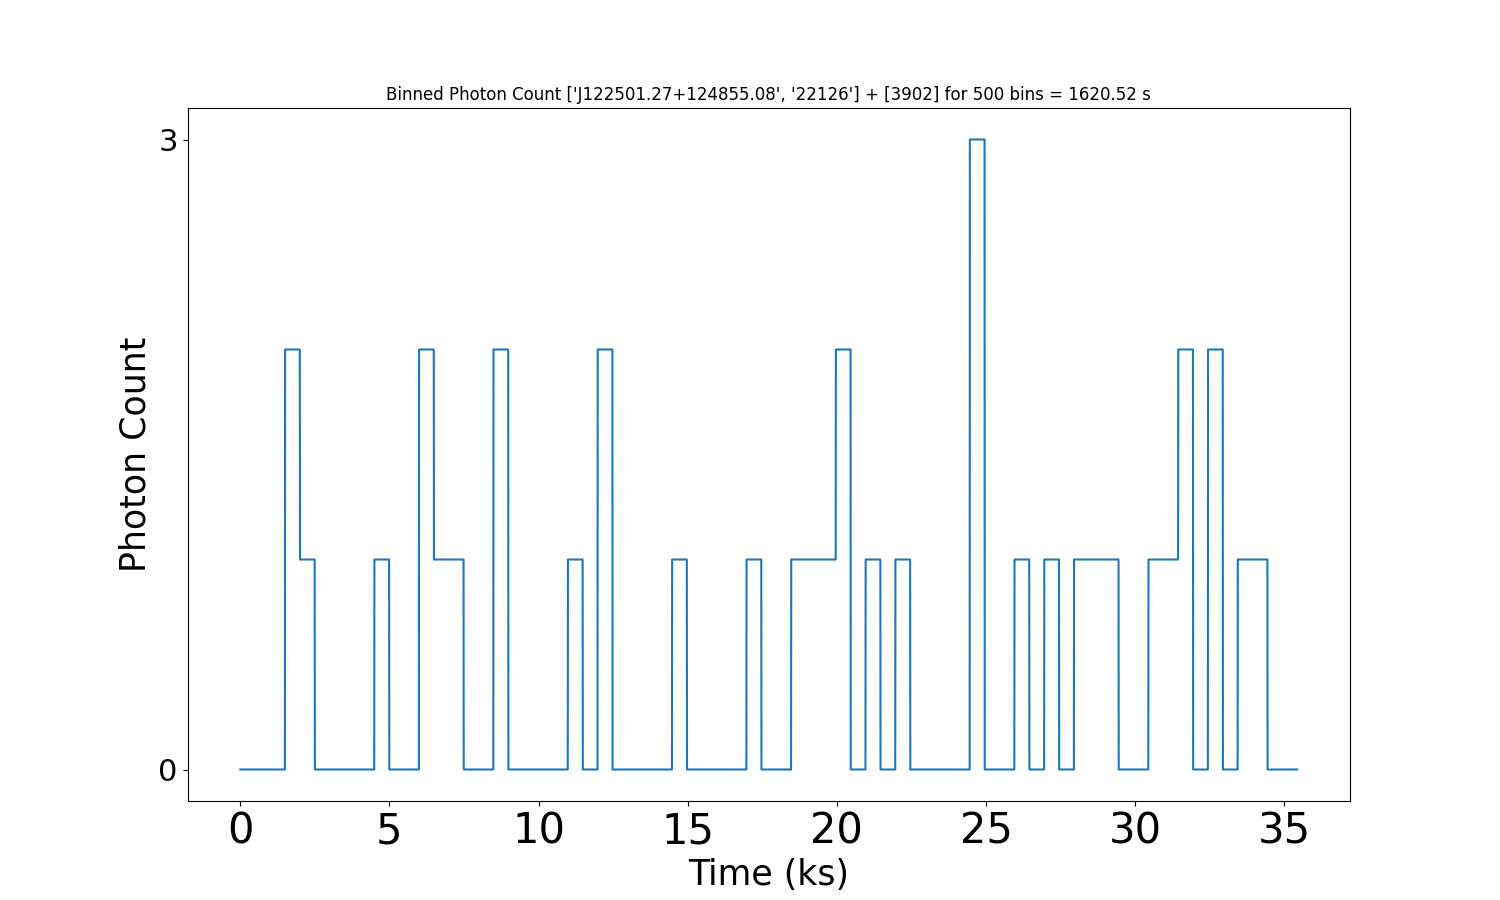 Binned Photon Count ['J122501.27+124855.08', '22126'] + [3902] for 500 bins = 1620.52 s
3
Photon Count
0
0 5 10 15 20 25 30 35
Time (ks)